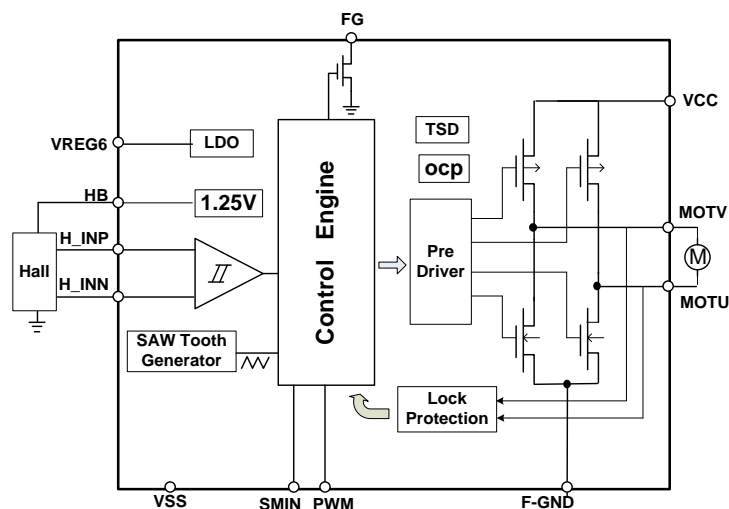 FG
VCC
TSD
VREG6
LDO
ocp
HB
1.25V
MOTV
H_INP
Hall
Control Engine
Pre
Driver
M
H_INN
MOTU
SAW Tooth
Generator
Lock
Protection
VSS
SMIN
PWM
F-GND